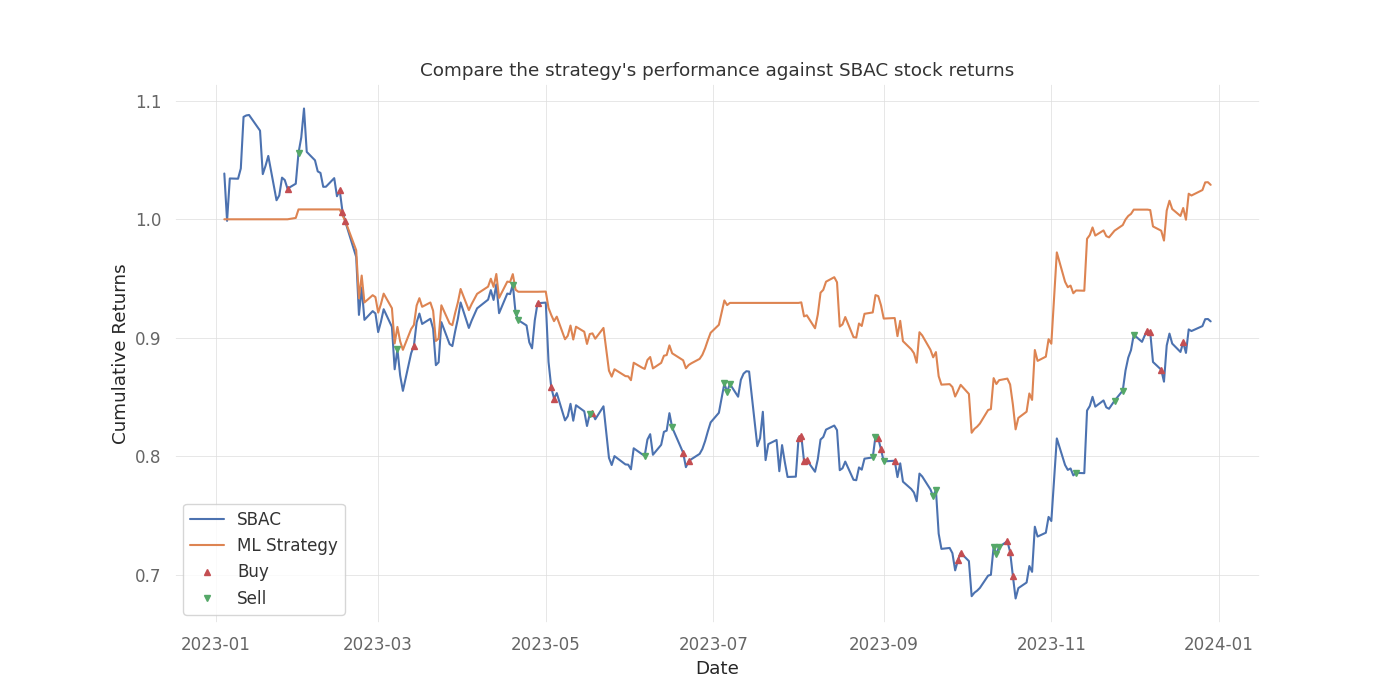 Compare the strategy's performance against SBAC stock returns
Cumulative Returns
1.1
1.0
0.9
0.8
0.7
SBAC
ML Strategy
Buy
Sell
2023-01
2023-03
2023-05
2023-07
2023-09
2023-11
2024-01
Date